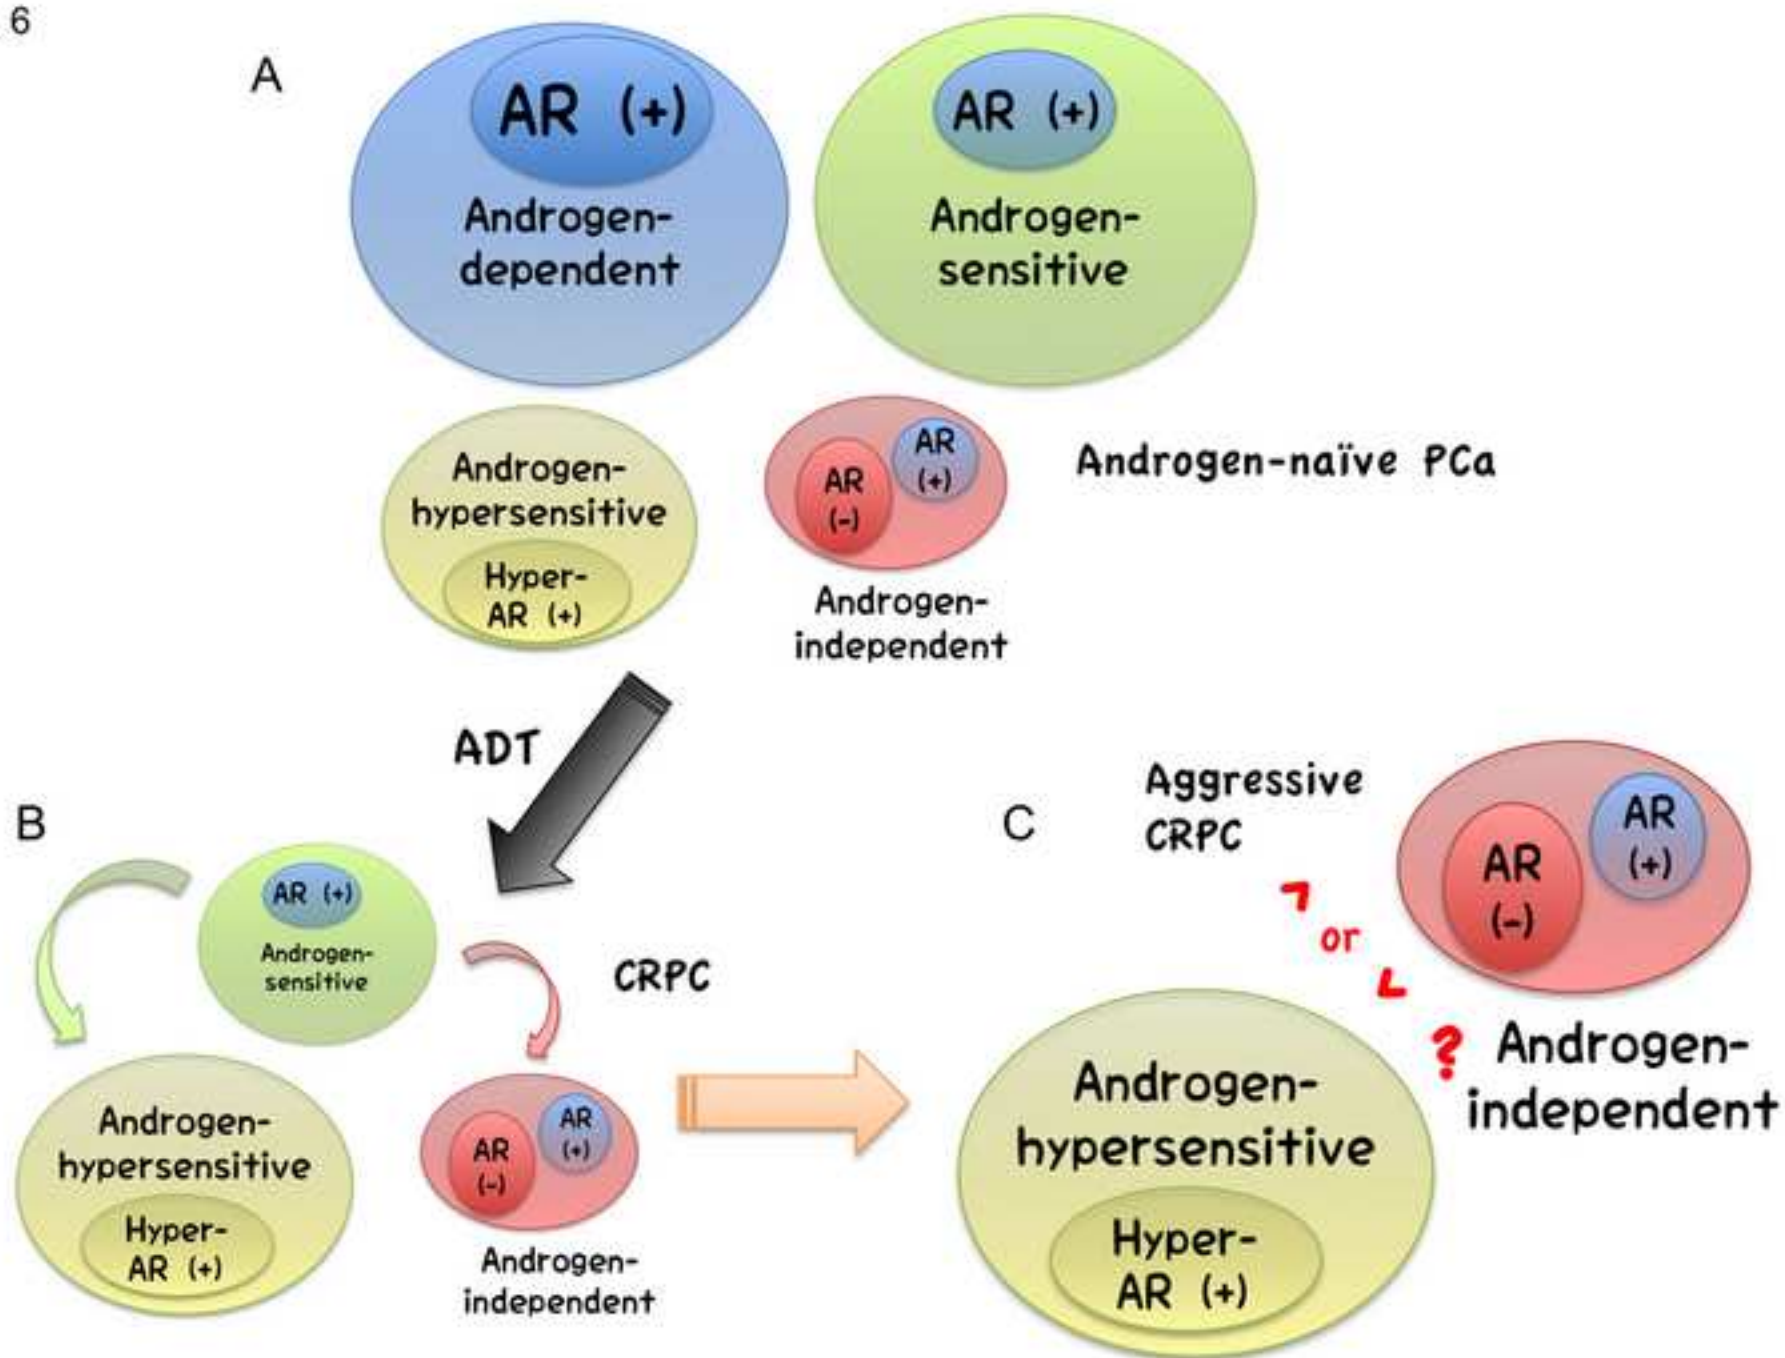 6
A
AR (+)
Androgen-
dependent
AR (+)
Androgen-
sensitive
Androgen-
hypersensitive
Hyper-
AR (+)
AR
(-)
AR
(+)
Androgen-
independent
Androgen-naïve PCa
ADT
B
AR (+)
Androgen-
sensitive
CRPC
Androgen-
hypersensitive
Hyper-
AR (+)
AR
(-)
AR
(+)
Androgen-
independent
C
Aggressive
CRPC
AR
(-)
AR
(+)
or
?
Androgen-
independent
Androgen-
hypersensitive
Hyper-
AR (+)